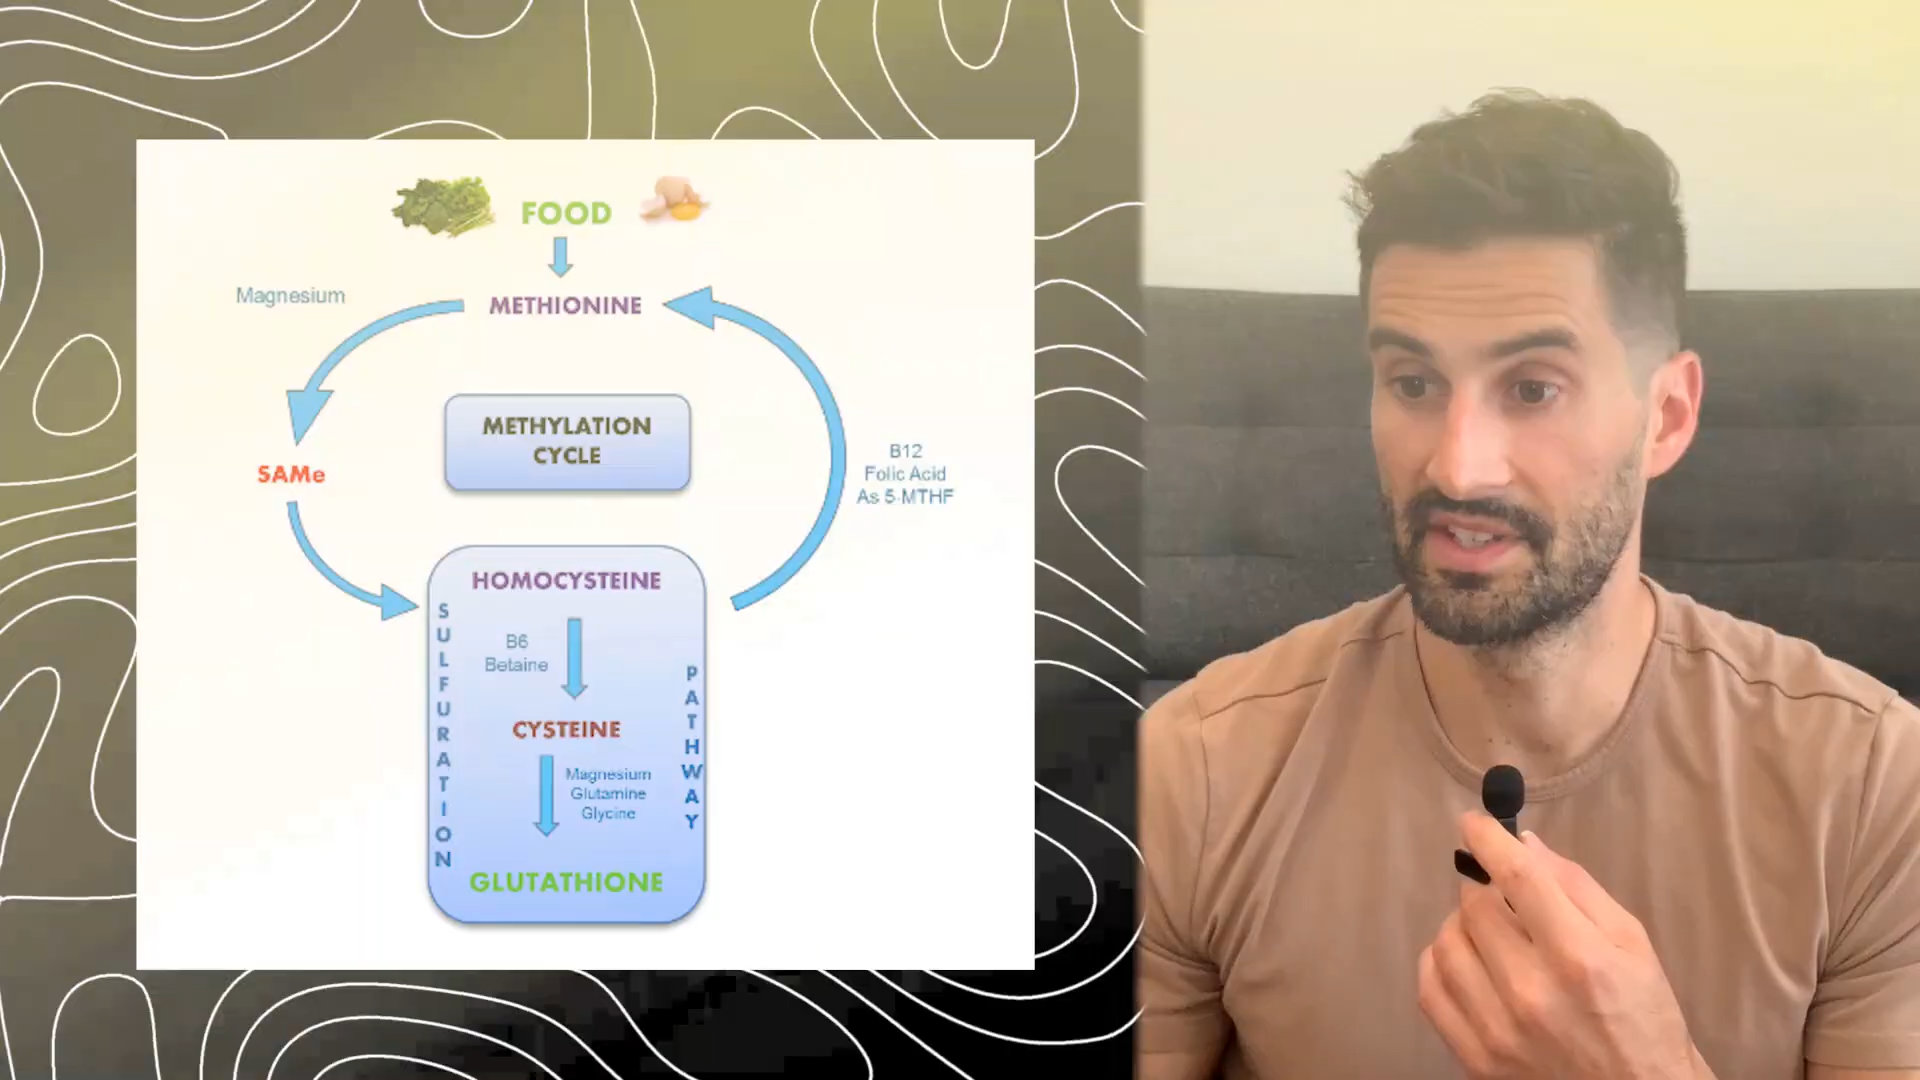 FOOD
Magnesium
METHIONINE
METHYLATION
CYCLE
B12
Folic Acid
As 5-MTHF
SAMe
HOMOCYSTEINE
SULFURATION
B6
Betaine
PATHWAY
CYSTEINE
Magnesium
Glutamine
Glycine
GLUTATHIONE